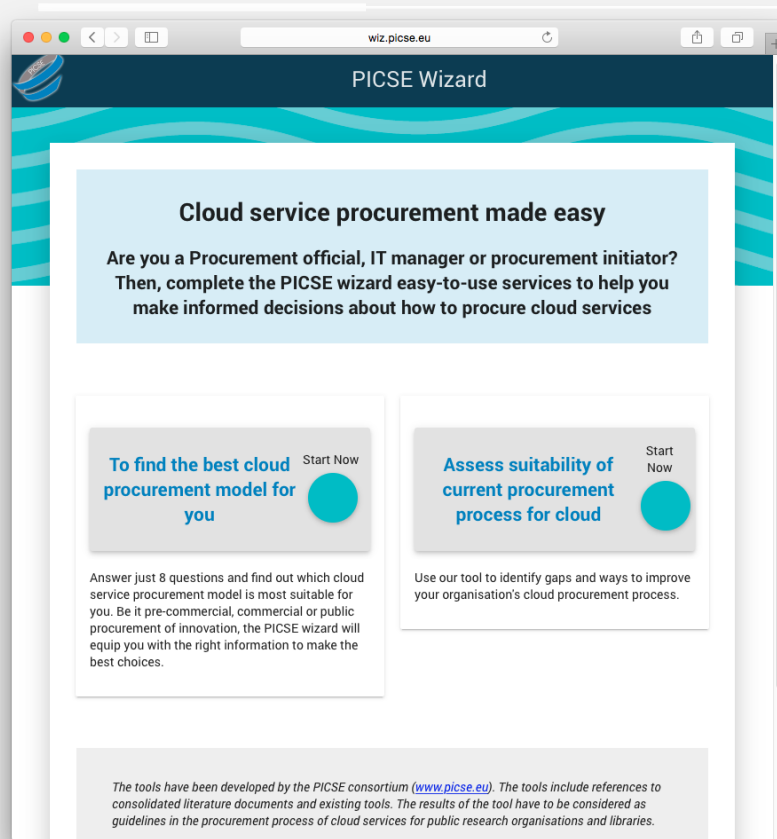 wiz.picse.eu
PICSE
PICSE Wizard
Cloud service procurement made easy
Are you a Procurement official, IT manager or procurement initiator?
Then, complete the PICSE wizard easy-to-use services to help you
make informed decisions about how to procure cloud services
To find the best cloud
procurement model for
you
Start Now
Answer just 8 questions and find out which cloud
service procurement model is most suitable for
you. Be it pre-commercial, commercial or public
procurement of innovation, the PICSE wizard will
equip you with the right information to make the
best choices.
Assess suitability of
current procurement
process for cloud
Start
Now
Use our tool to identify gaps and ways to improve
your organisation's cloud procurement process.
The tools have been developed by the PICSE consortium (www.picse.eu). The tools include references to
consolidated literature documents and existing tools. The results of the tool have to be considered as
guidelines in the procurement process of cloud services for public research organisations and libraries.